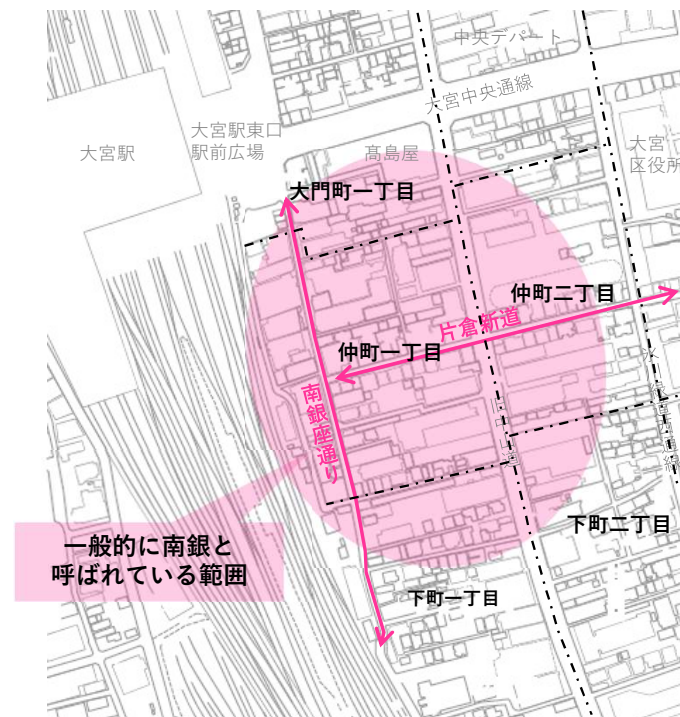 中央デパート
大宮中央通線
大宮駅
大宮駅東口
駅前広場
髙島屋
大宮
区役所
大門町一丁目
仲町二丁目
片倉新道
仲町一丁目
南銀座通り
中山道
一般的に南銀と
呼ばれている範囲
下町二丁目
下町一丁目